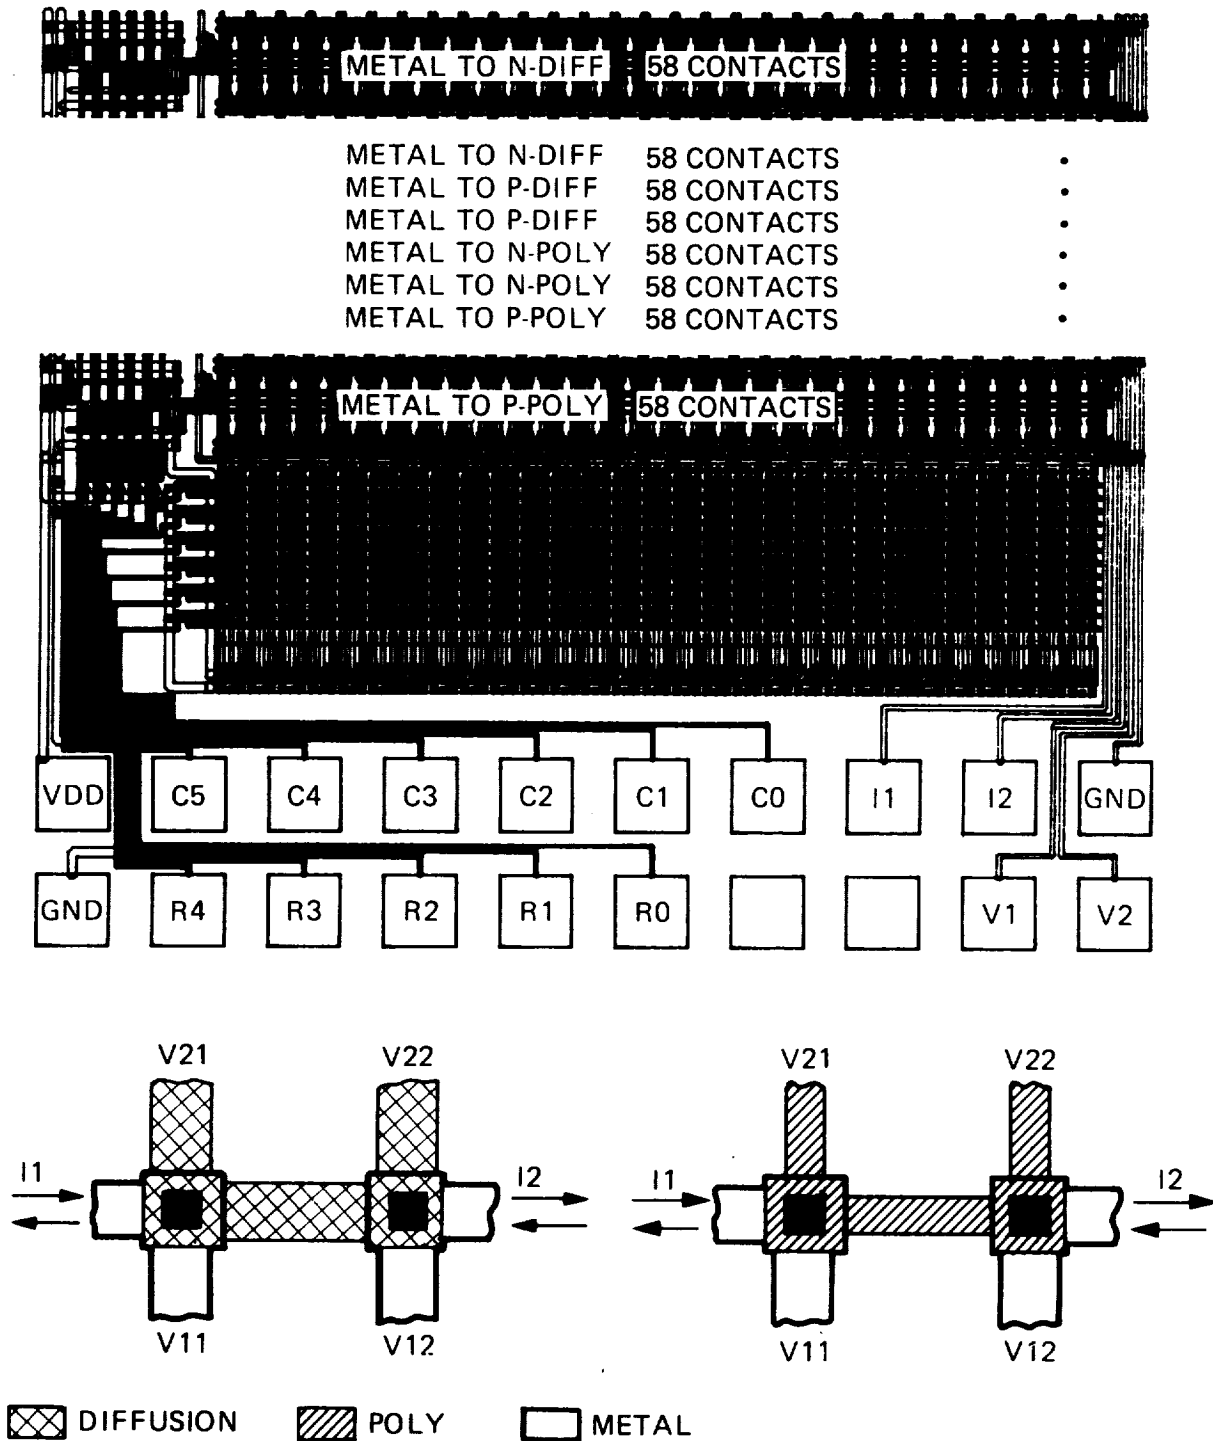 METAL TO N-DIFF 58 CONTACTS
METAL TO N-DIFF 58 CONTACTS
METAL TO P-DIFF 58 CONTACTS
METAL TO P-DIFF 58 CONTACTS
METAL TO N-POLY 58 CONTACTS
METAL TO N-POLY 58 CONTACTS
METAL TO P-POLY 58 CONTACTS
METAL TO P-POLY 58 CONTACTS
VDD C5 C4 C3 C2 C1 C0 I1 I2 GND
GND R4 R3 R2 R1 R0 V1 V2
V21 V22 V21 V22
I1 I2 I1 I2
V11 V12 V11 V12
DIFFUSION POLY METAL